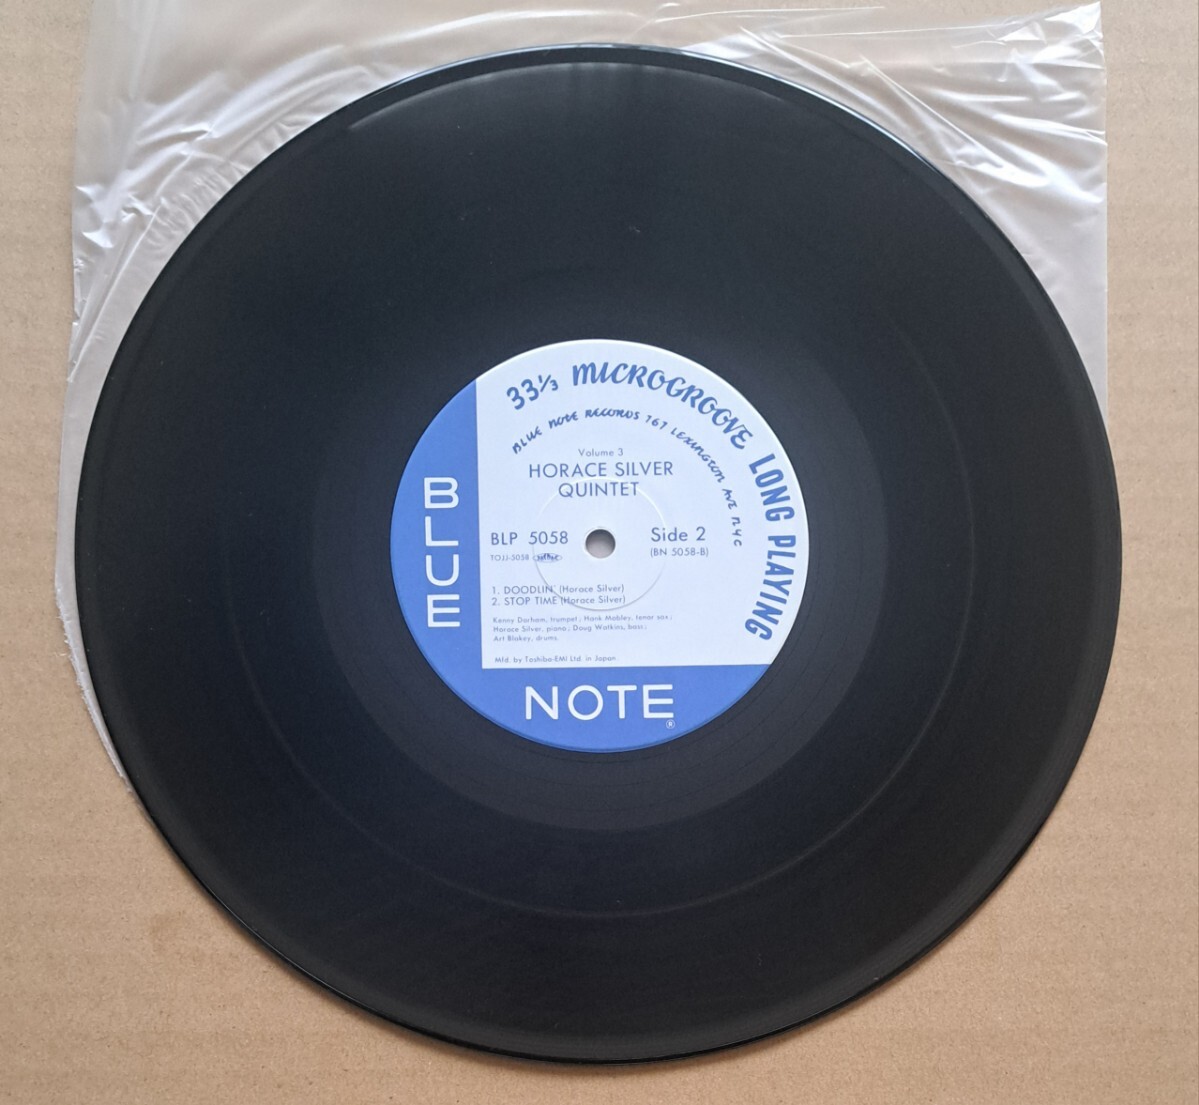 33⅓ MICROGROOVE LONG PLAYING
BLUE NOTE RECORDS 767 LEXINGTON AVE NYC
Volume 3
HORACE SILVER
QUINTET
BLP 5058
Side 2
TOJJ-5058
(BN 5058-B)
1. DOODLIN' (Horace Silver)
2. STOP TIME (Horace Silver)
Kenny Dorham, trumpet; Hank Mobley, tenor sax;
Horace Silver, piano; Doug Watkins, bass;
Art Blakey, drums
Mfd. by Toshiba-EMI Ltd. in Japan
BLUE
NOTE
®